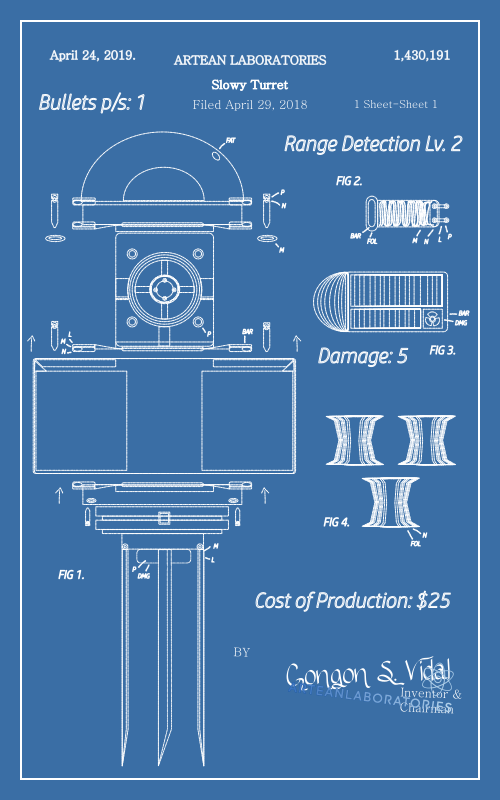 April 24, 2019.
ARTEAN LABORATORIES
1,430,191
Slowy Turret
Bullets p/s: 1
Filed April 29, 2018
1 Sheet-Sheet 1
FAT
Range Detection Lv. 2
FIG 2.
P
N
M
BAR
FOL
M
N
L
P
BAR
DMG
L
M
N
P
BAR
Damage: 5
FIG 3.
FIG 4.
N
FOL
FIG 1.
P
DMG
M
L
Cost of Production: $25
BY
Gongon S. Vidal
ARTEANLABORATORIES
Inventor &
Chairman